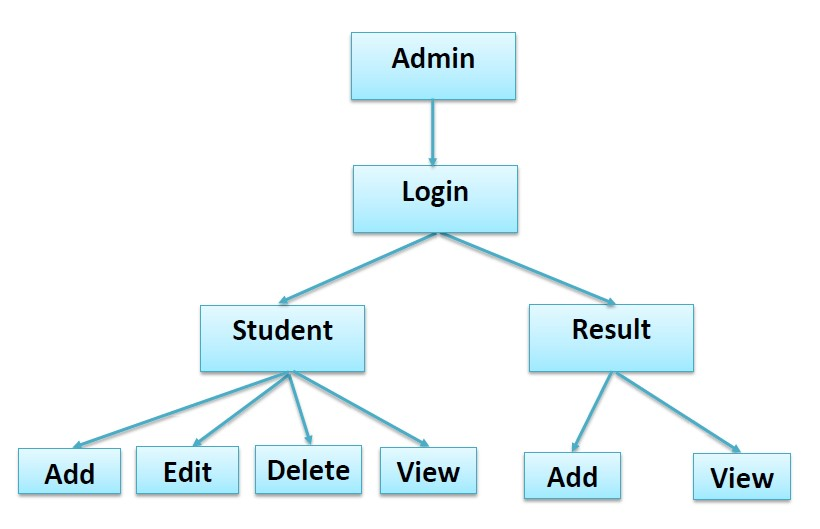 Admin
Login
Student
Result
Add
Edit
Delete
View
Add
View